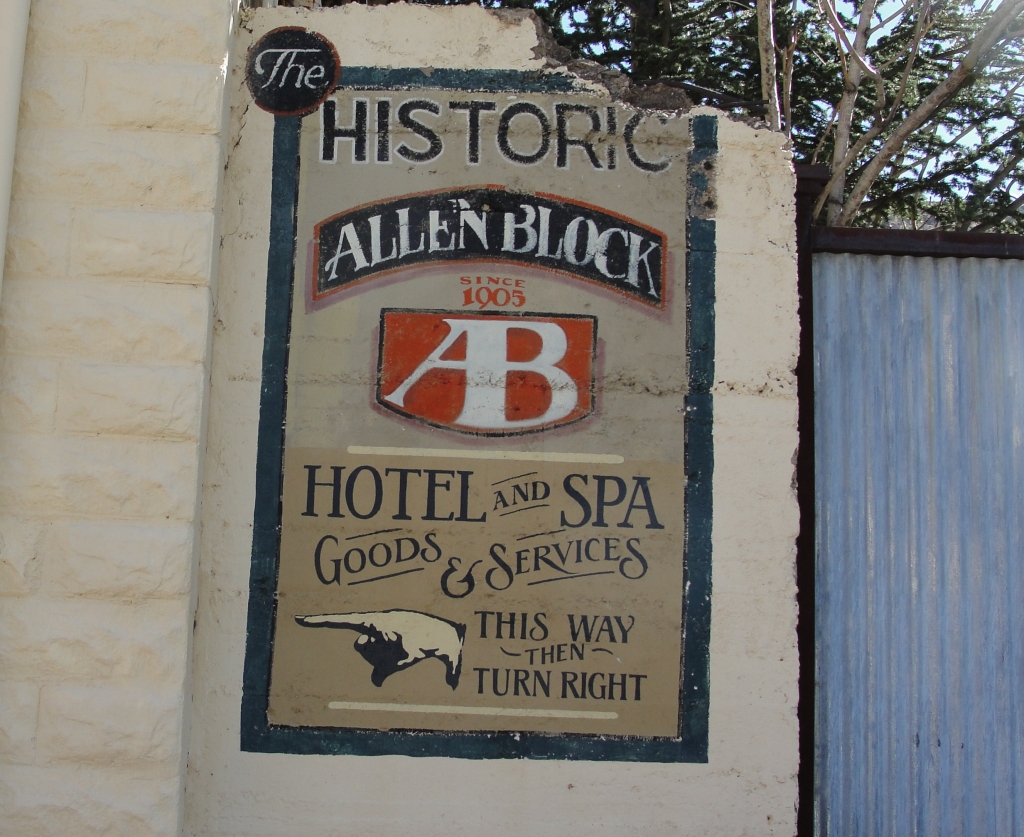 The
HISTORIC
ALLEN BLOCK
SINCE
1905
AB
HOTEL AND SPA
GOODS & SERVICES
THIS WAY
THEN
TURN RIGHT